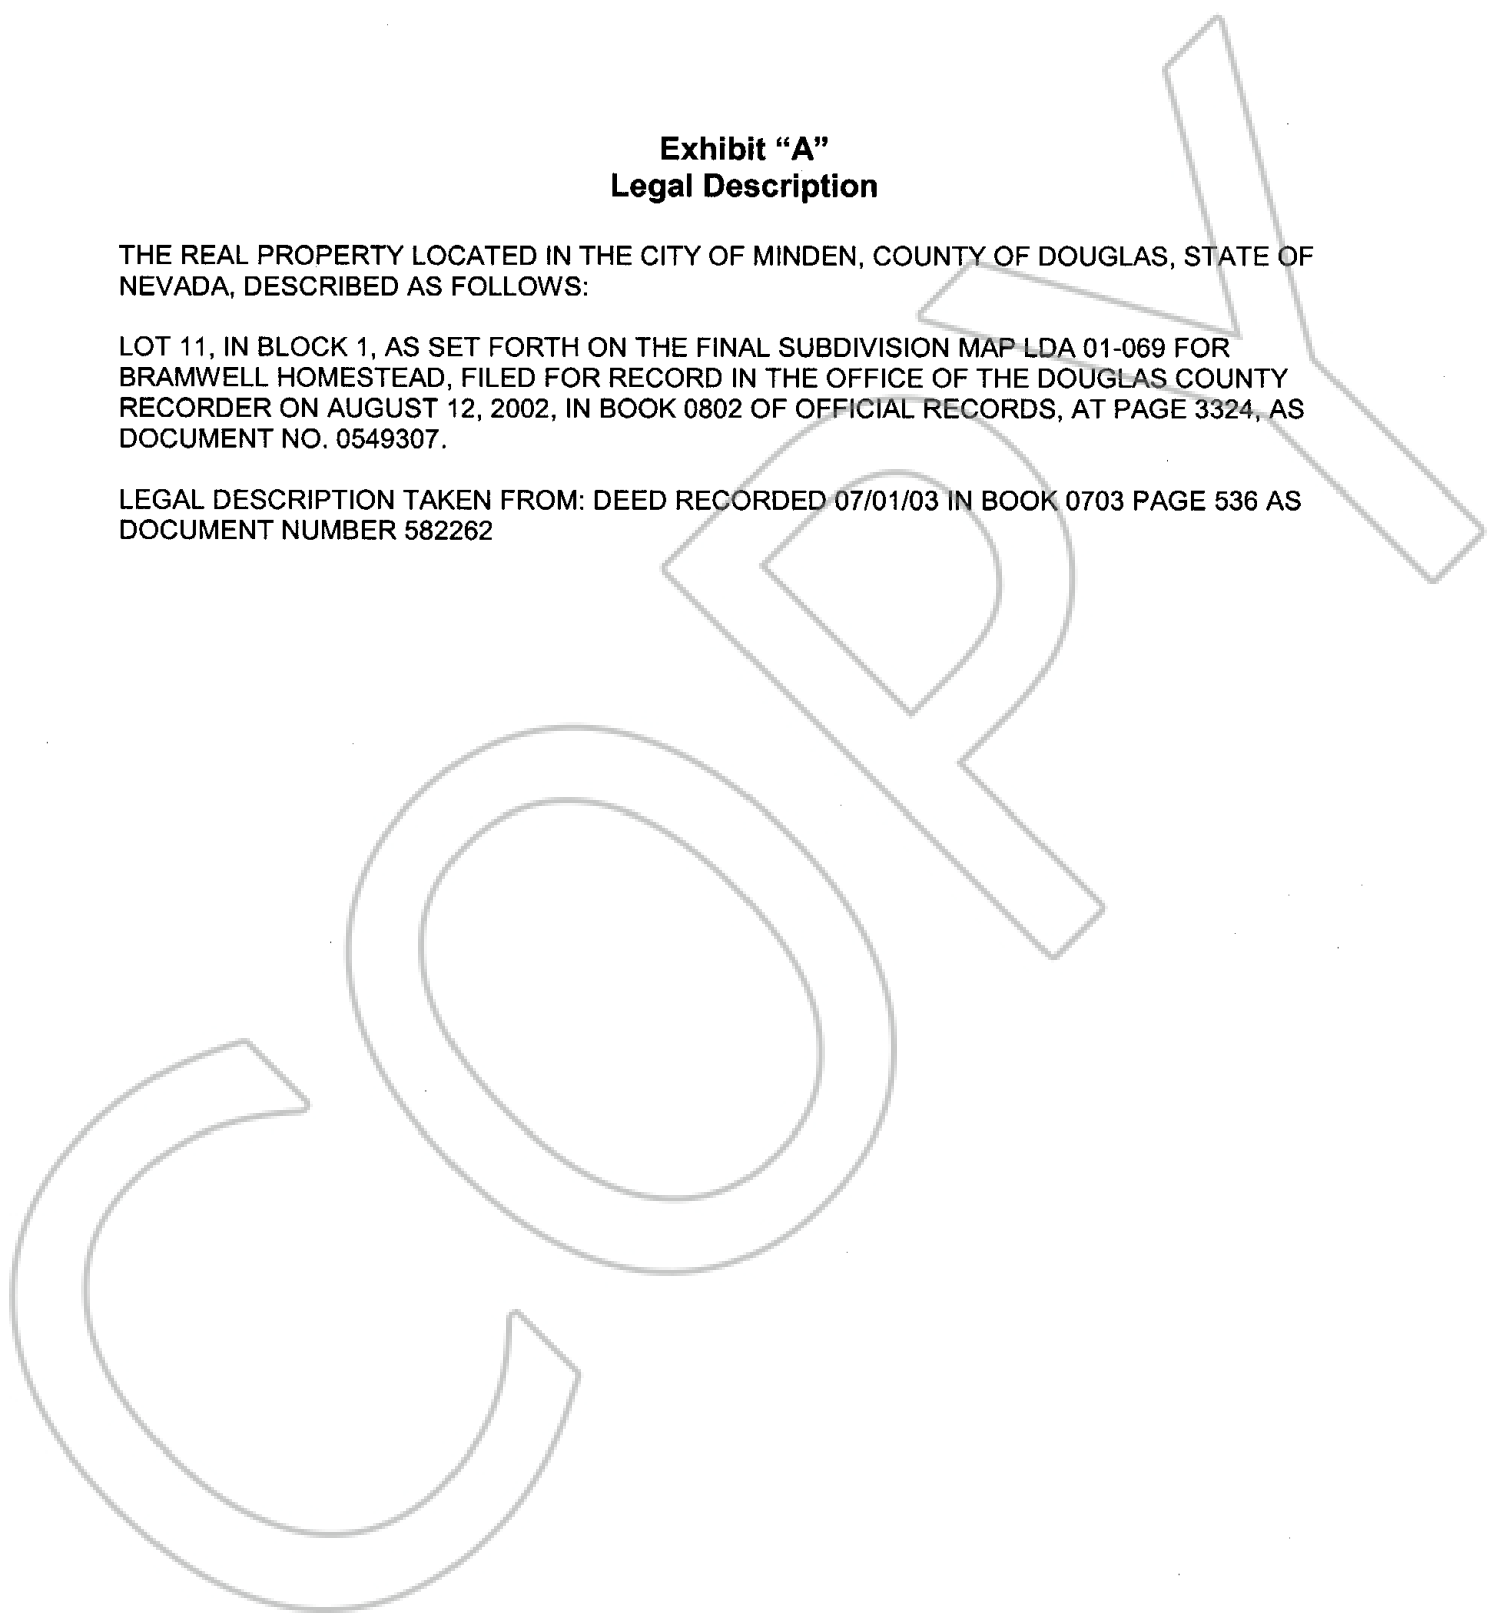 Exhibit “A”
Legal Description
THE REAL PROPERTY LOCATED IN THE CITY OF MINDEN, COUNTY OF DOUGLAS, STATE OF
NEVADA, DESCRIBED AS FOLLOWS:
LOT 11, IN BLOCK 1, AS SET FORTH ON THE FINAL SUBDIVISION MAP LDA 01-069 FOR
BRAMWELL HOMESTEAD, FILED FOR RECORD IN THE OFFICE OF THE DOUGLAS COUNTY
RECORDER ON AUGUST 12, 2002, IN BOOK 0802 OF OFFICIAL RECORDS, AT PAGE 3324, AS
DOCUMENT NO. 0549307.
LEGAL DESCRIPTION TAKEN FROM: DEED RECORDED 07/01/03 IN BOOK 0703 PAGE 536 AS
DOCUMENT NUMBER 582262
COPY